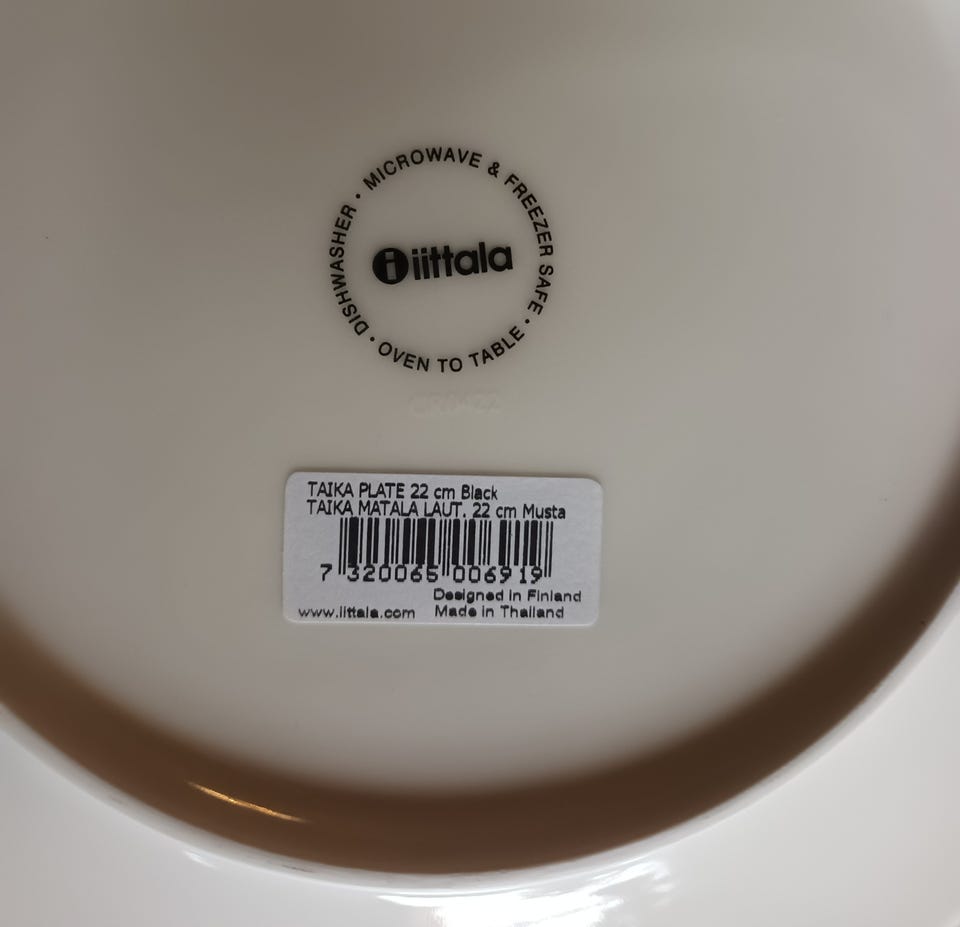 MICROWAVE & FREEZER SAFE · OVEN TO TABLE · DISHWASHER ·
iittala
TAIKA PLATE 22 cm Black
TAIKA MATALA LAUT. 22 cm Musta
7 320065 006919
Designed in Finland
www.iittala.com Made in Thailand